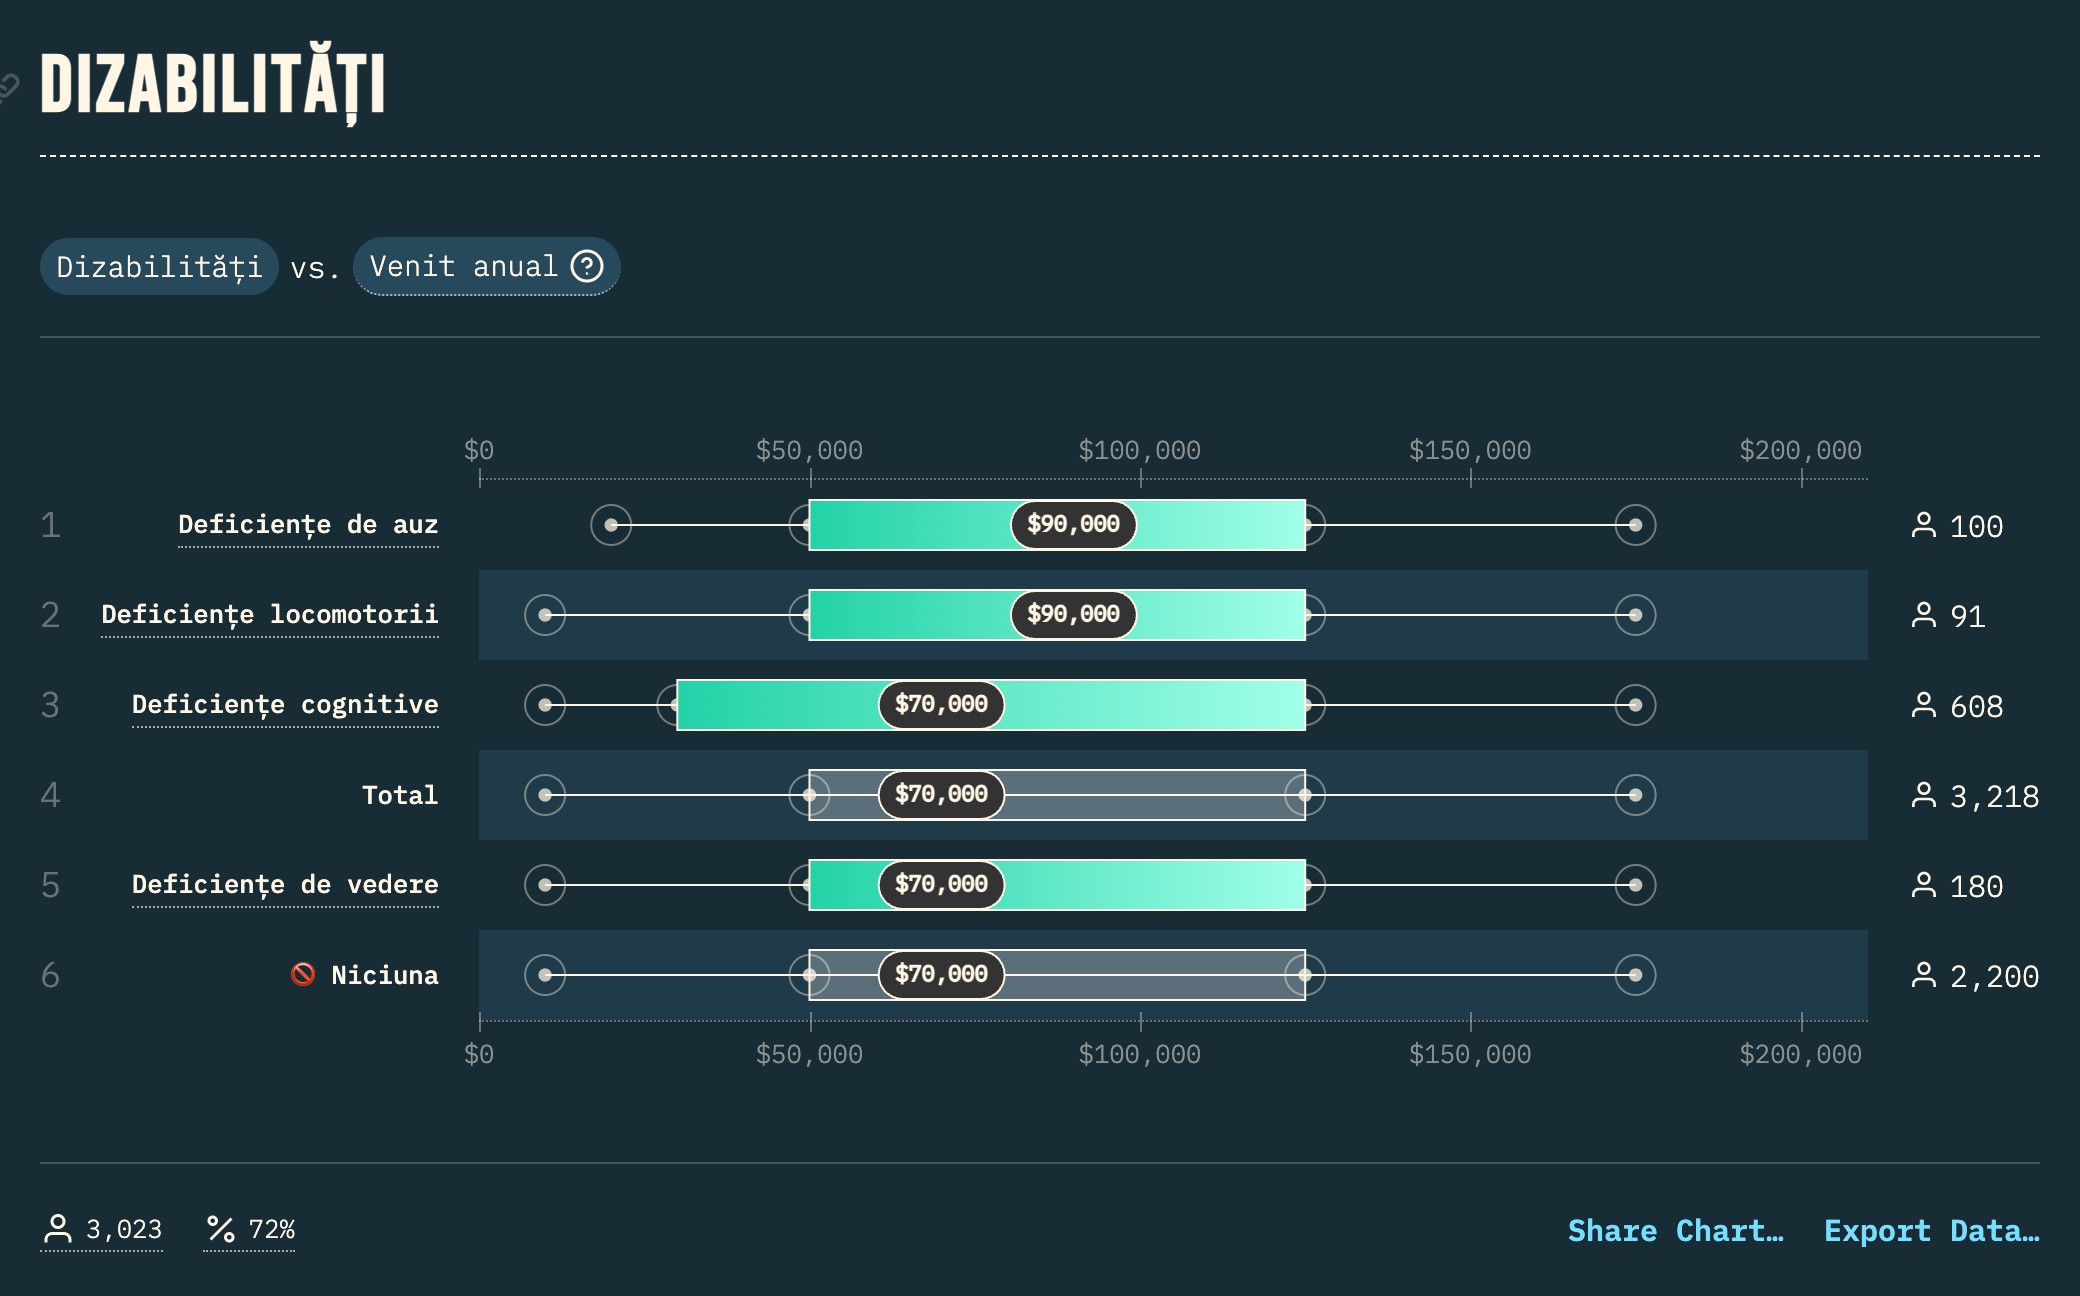 DIZABILITĂȚI
Dizabilități vs. Venit anual ?
$0 $50,000 $100,000 $150,000 $200,000
1 Deficiențe de auz $90,000 100
2 Deficiențe locomotorii $90,000 91
3 Deficiențe cognitive $70,000 608
4 Total $70,000 3,218
5 Deficiențe de vedere $70,000 180
6 Niciuna $70,000 2,200
$0 $50,000 $100,000 $150,000 $200,000
3,023 % 72% Share Chart… Export Data…